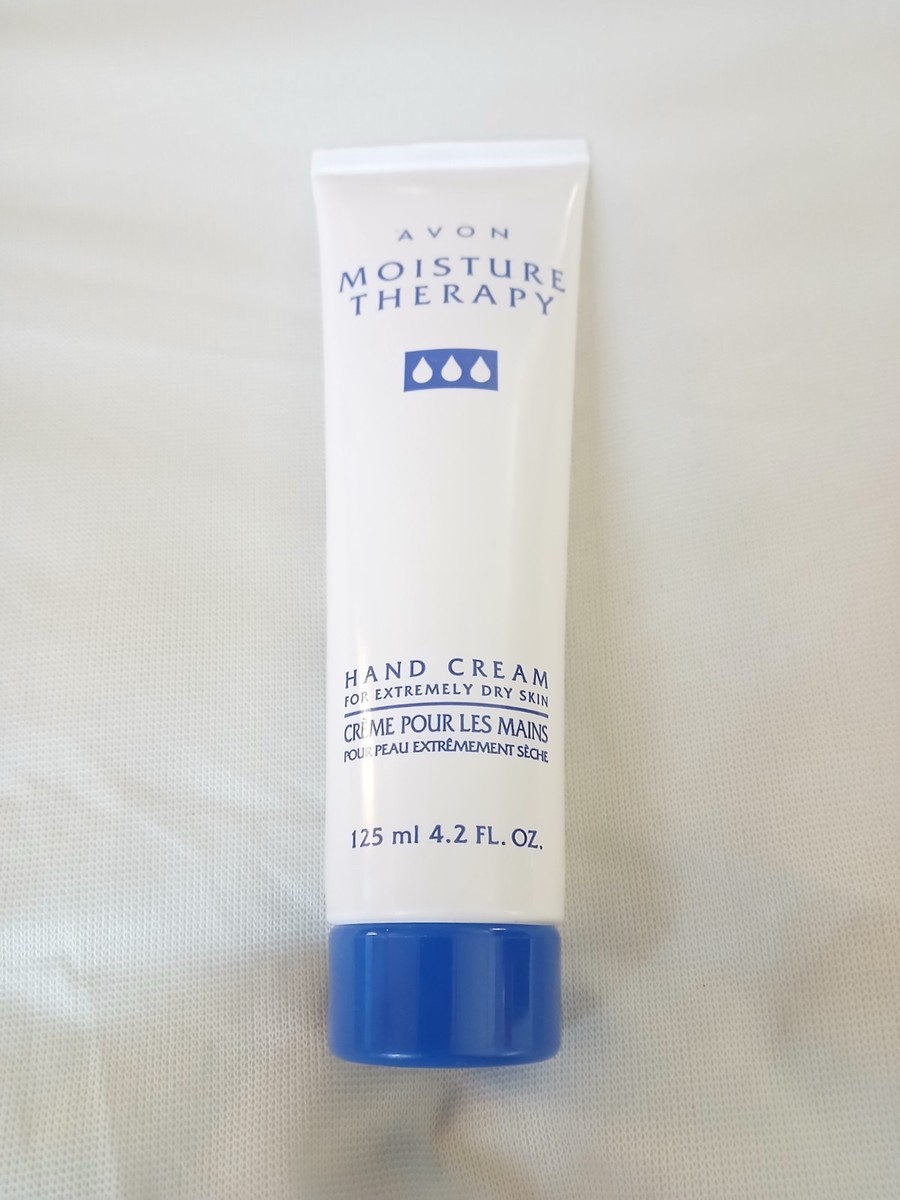 AVON
MOISTURE
THERAPY
HAND CREAM
FOR EXTREMELY DRY SKIN
CRÈME POUR LES MAINS
POUR PEAU EXTRÊMEMENT SÈCHE
125 ml 4.2 FL. OZ.